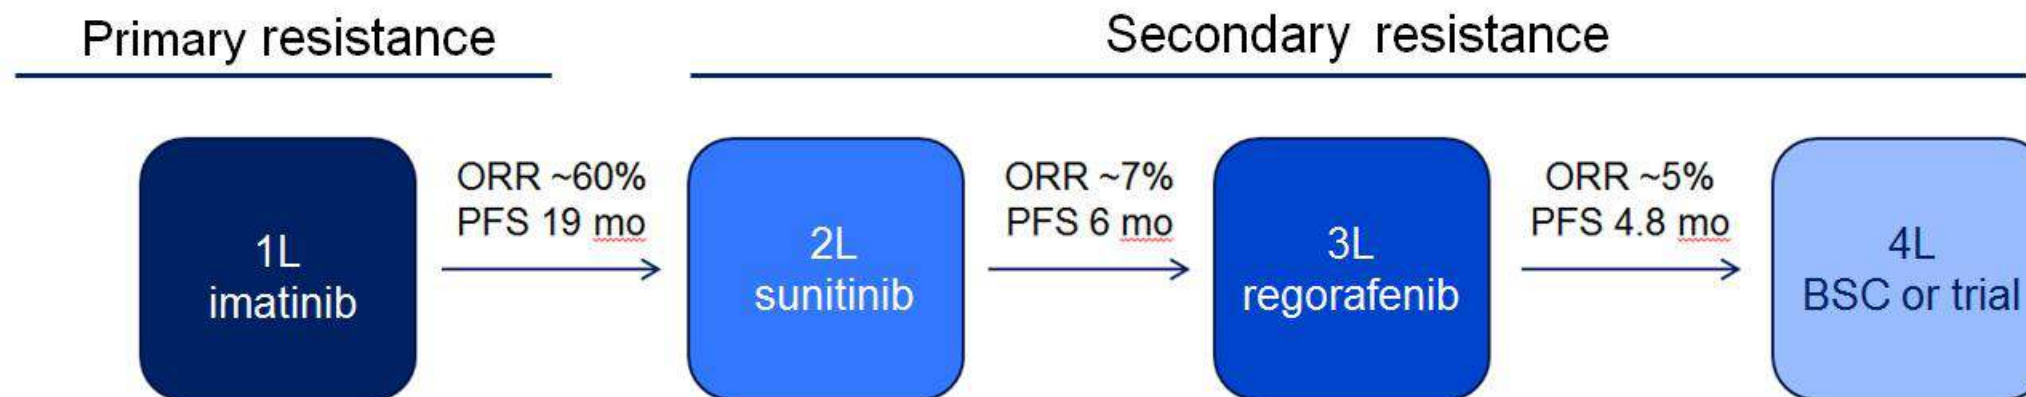 Primary resistance
Secondary resistance
1L
imatinib
ORR ~60%
PFS 19 mo
2L
sunitinib
ORR ~7%
PFS 6 mo
3L
regorafenib
ORR ~5%
PFS 4.8 mo
4L
BSC or trial